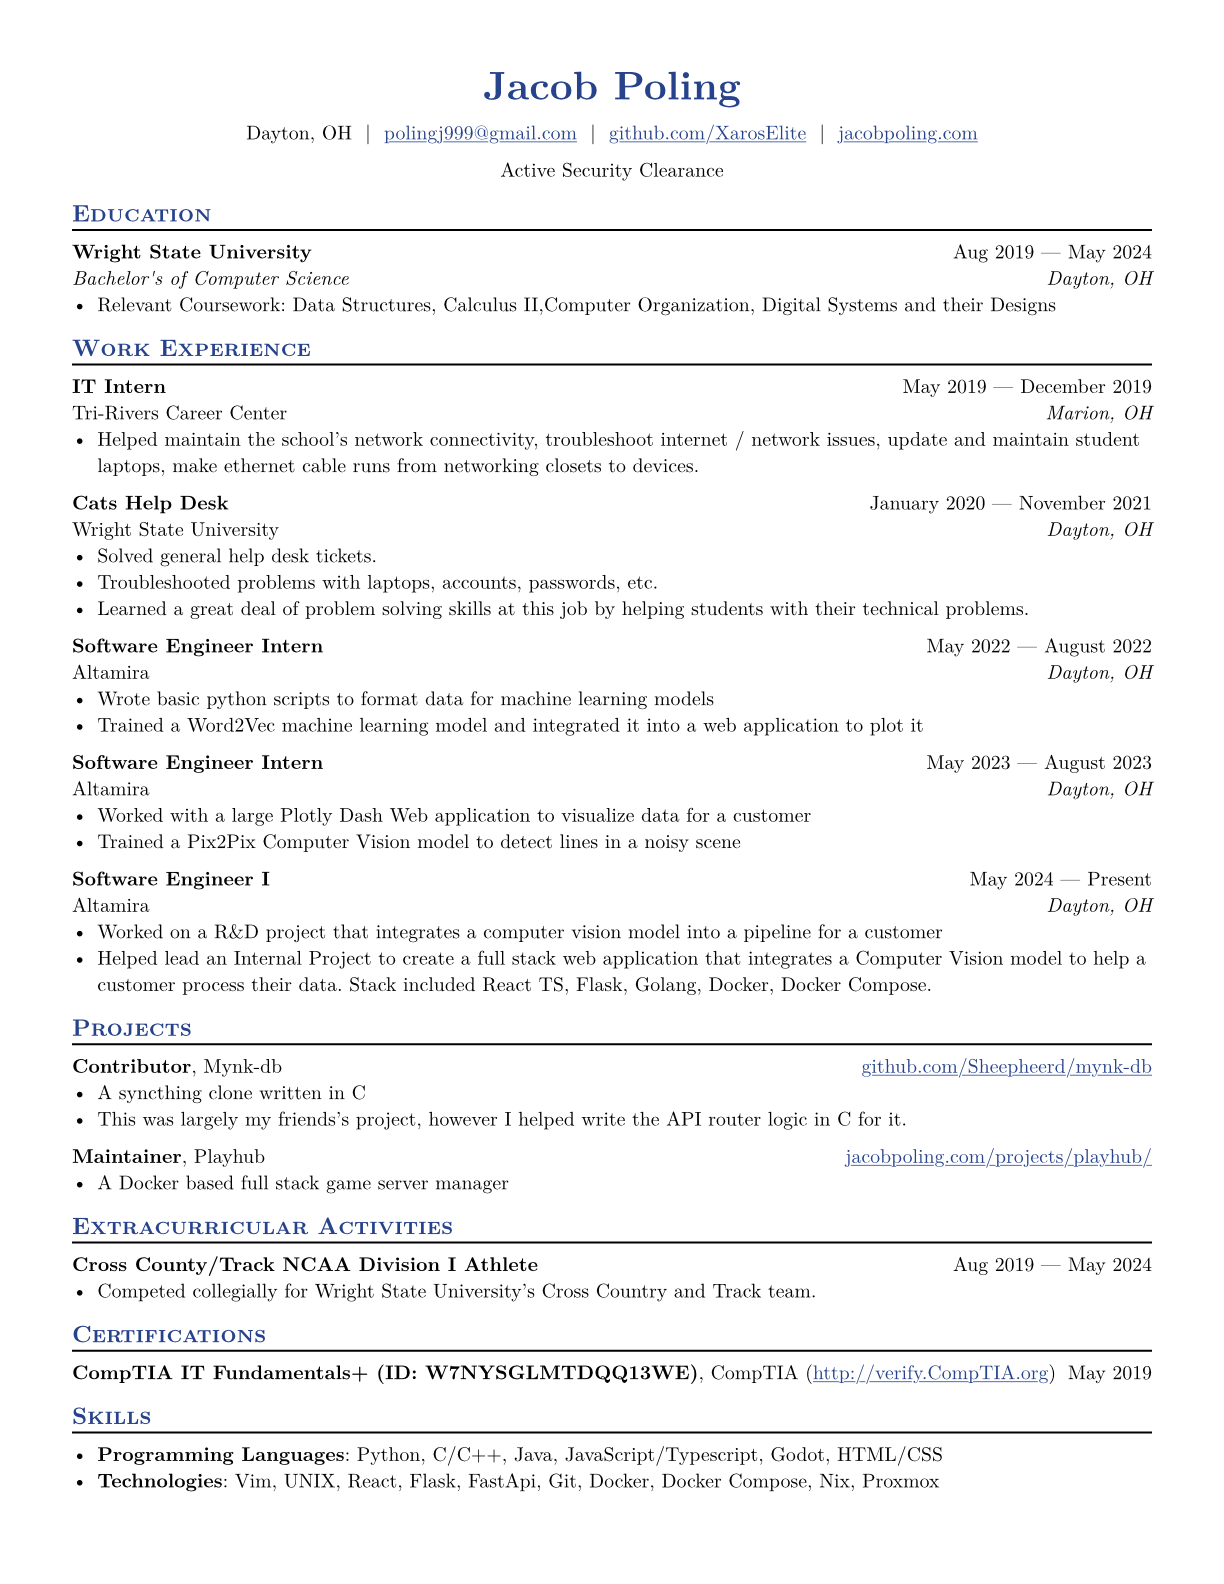 Jacob Poling
Dayton, OH | polingj999@gmail.com | github.com/XarosElite | jacobpoling.com
Active Security Clearance
Education
Wright State University Aug 2019 — May 2024
Bachelor's of Computer Science Dayton, OH
• Relevant Coursework: Data Structures, Calculus II,Computer Organization, Digital Systems and their Designs
Work Experience
IT Intern May 2019 — December 2019
Tri-Rivers Career Center Marion, OH
• Helped maintain the school's network connectivity, troubleshoot internet / network issues, update and maintain student
laptops, make ethernet cable runs from networking closets to devices.
Cats Help Desk January 2020 — November 2021
Wright State University Dayton, OH
• Solved general help desk tickets.
• Troubleshooted problems with laptops, accounts, passwords, etc.
• Learned a great deal of problem solving skills at this job by helping students with their technical problems.
Software Engineer Intern May 2022 — August 2022
Altamira Dayton, OH
• Wrote basic python scripts to format data for machine learning models
• Trained a Word2Vec machine learning model and integrated it into a web application to plot it
Software Engineer Intern May 2023 — August 2023
Altamira Dayton, OH
• Worked with a large Plotly Dash Web application to visualize data for a customer
• Trained a Pix2Pix Computer Vision model to detect lines in a noisy scene
Software Engineer I May 2024 — Present
Altamira Dayton, OH
• Worked on a R&D project that integrates a computer vision model into a pipeline for a customer
• Helped lead an Internal Project to create a full stack web application that integrates a Computer Vision model to help a
customer process their data. Stack included React TS, Flask, Golang, Docker, Docker Compose.
Projects
Contributor, Mynk-db github.com/Sheepheerd/mynk-db
• A syncthing clone written in C
• This was largely my friends's project, however I helped write the API router logic in C for it.
Maintainer, Playhub jacobpoling.com/projects/playhub/
• A Docker based full stack game server manager
Extracurricular Activities
Cross County/Track NCAA Division I Athlete Aug 2019 — May 2024
• Competed collegially for Wright State University's Cross Country and Track team.
Certifications
CompTIA IT Fundamentals+ (ID: W7NYSGLMTDQQ13WE), CompTIA (http://verify.CompTIA.org) May 2019
Skills
• Programming Languages: Python, C/C++, Java, JavaScript/Typescript, Godot, HTML/CSS
• Technologies: Vim, UNIX, React, Flask, FastApi, Git, Docker, Docker Compose, Nix, Proxmox